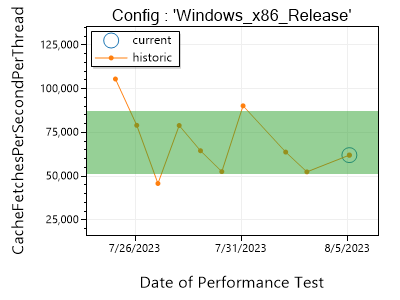 Config : 'Windows_x86_Release'
CacheFetchesPerSecondPerThread
125,000
100,000
75,000
50,000
25,000
current
historic
7/26/2023
7/31/2023
8/5/2023
Date of Performance Test